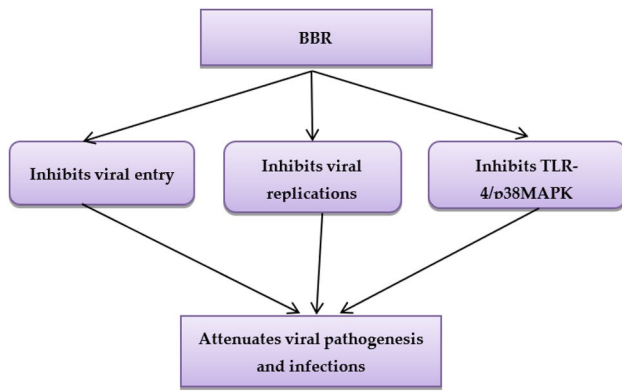 BBR
Inhibits viral entry
Inhibits viral
replications
Inhibits TLR-
4/p38MAPK
Attenuates viral pathogenesis
and infections